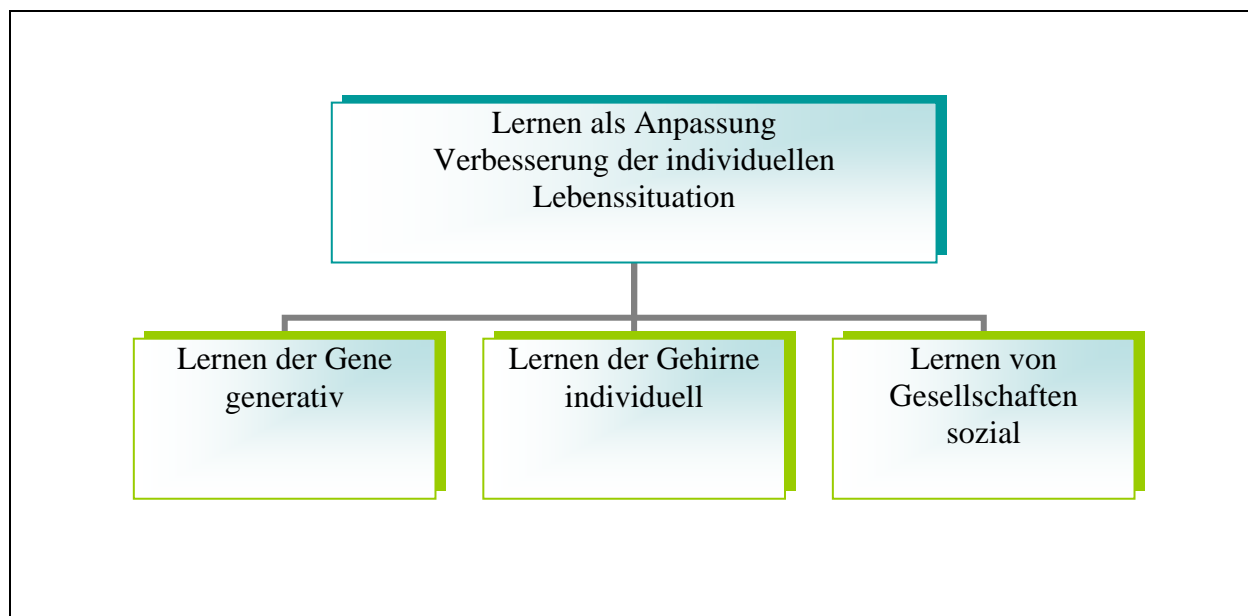 Lernen als Anpassung
Verbesserung der individuellen
Lebenssituation
Lernen der Gene
generativ
Lernen der Gehirne
individuell
Lernen von
Gesellschaften
sozial